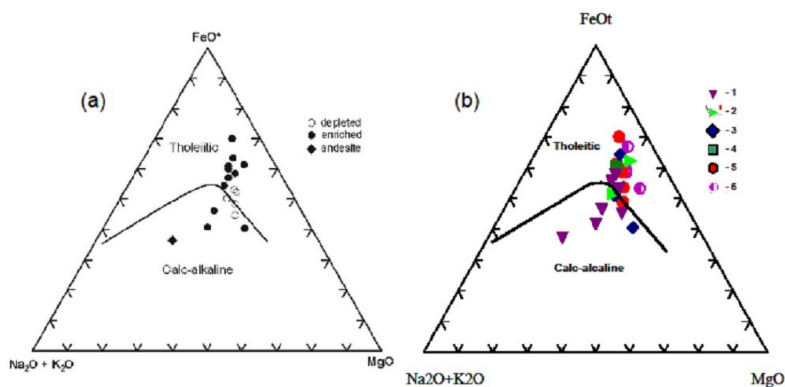 (a)
FeO*
depleted
enriched
andesite
Tholeiitic
Calc-alkaline
Na₂O + K₂O
MgO
(b)
FeOt
-1
-2
-3
-4
-5
-6
Tholeitic
Calc-alcaline
Na2O+K2O
MgO